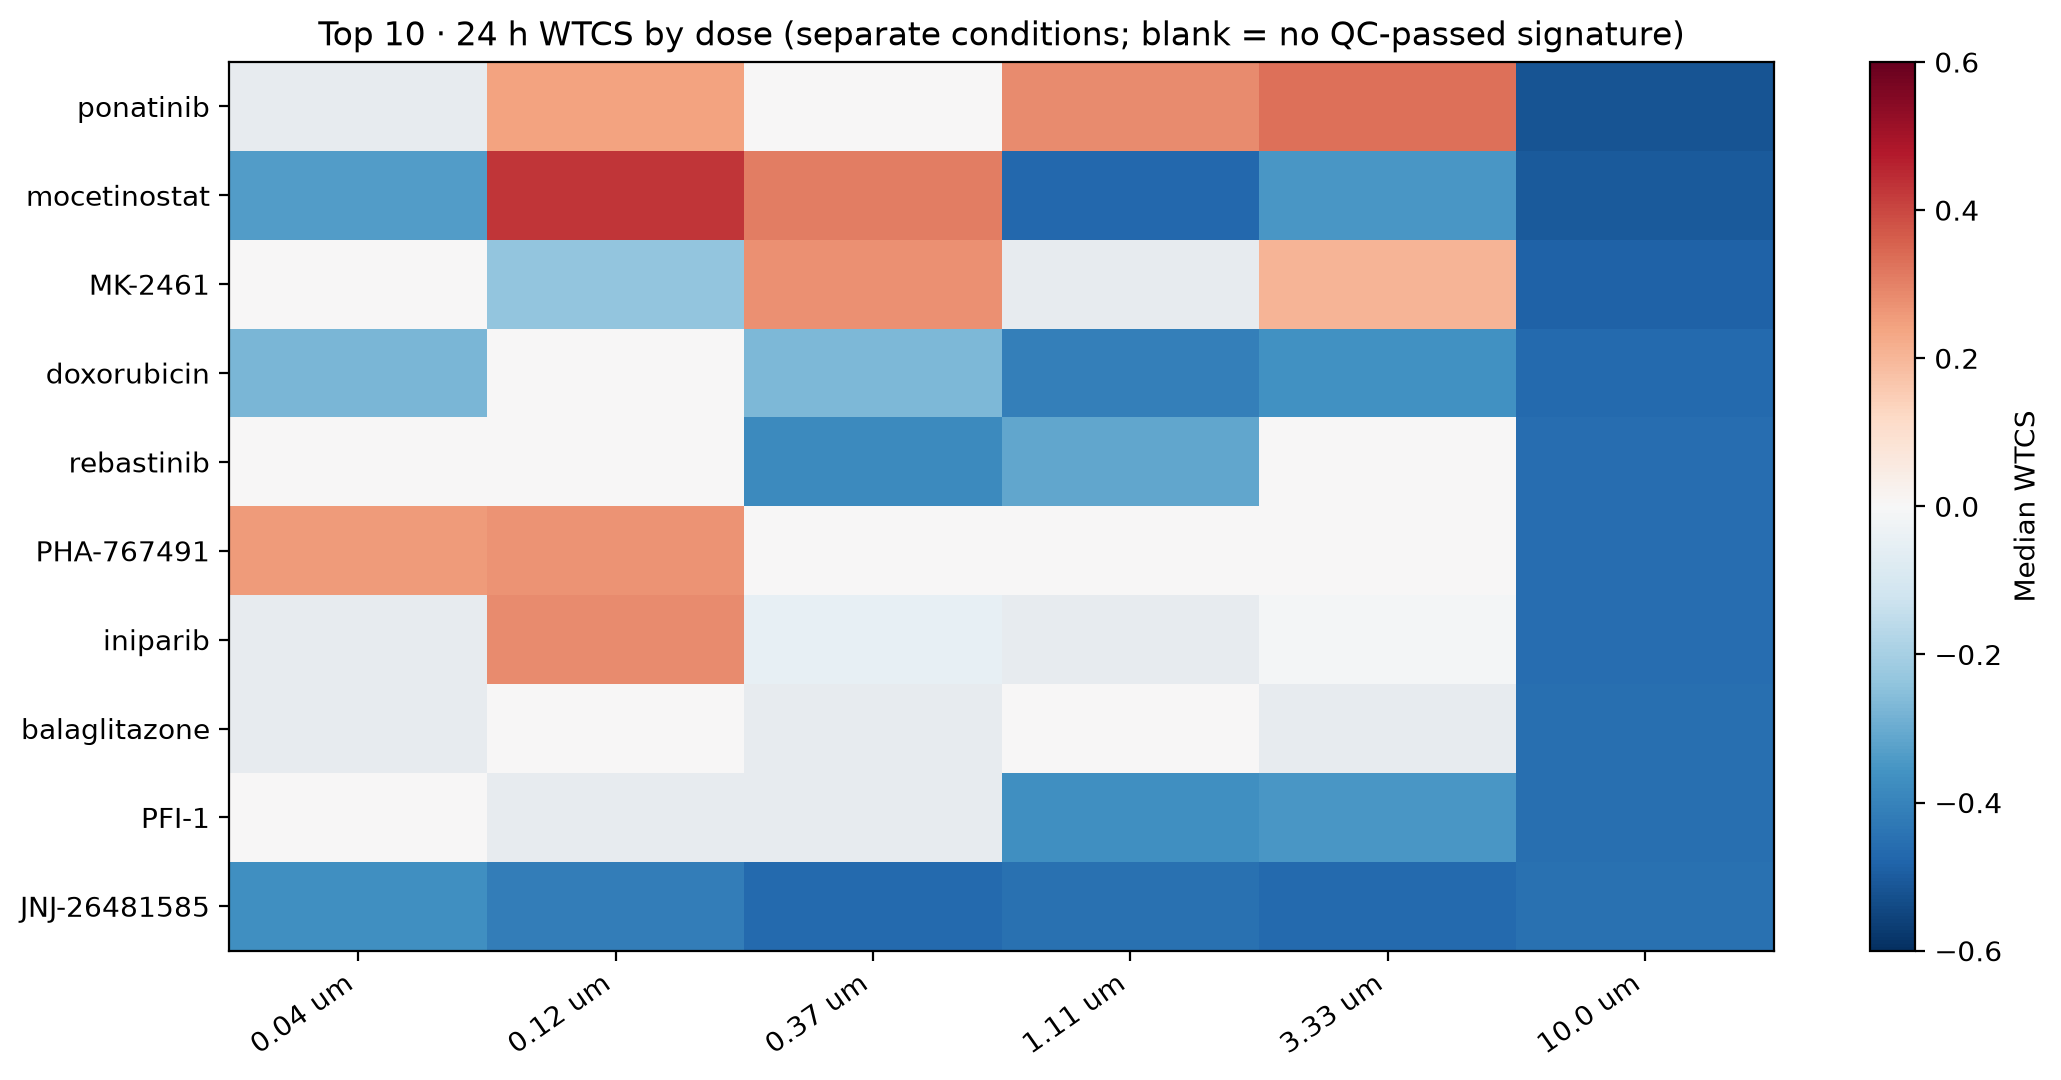 Top 10 · 24 h WTCS by dose (separate conditions; blank = no QC-passed signature)
ponatinib
mocetinostat
MK-2461
doxorubicin
rebastinib
PHA-767491
iniparib
balaglitazone
PFI-1
JNJ-26481585
0.04 um
0.12 um
0.37 um
1.11 um
3.33 um
10.0 um
0.6
0.4
0.2
0.0
−0.2
−0.4
−0.6
Median WTCS